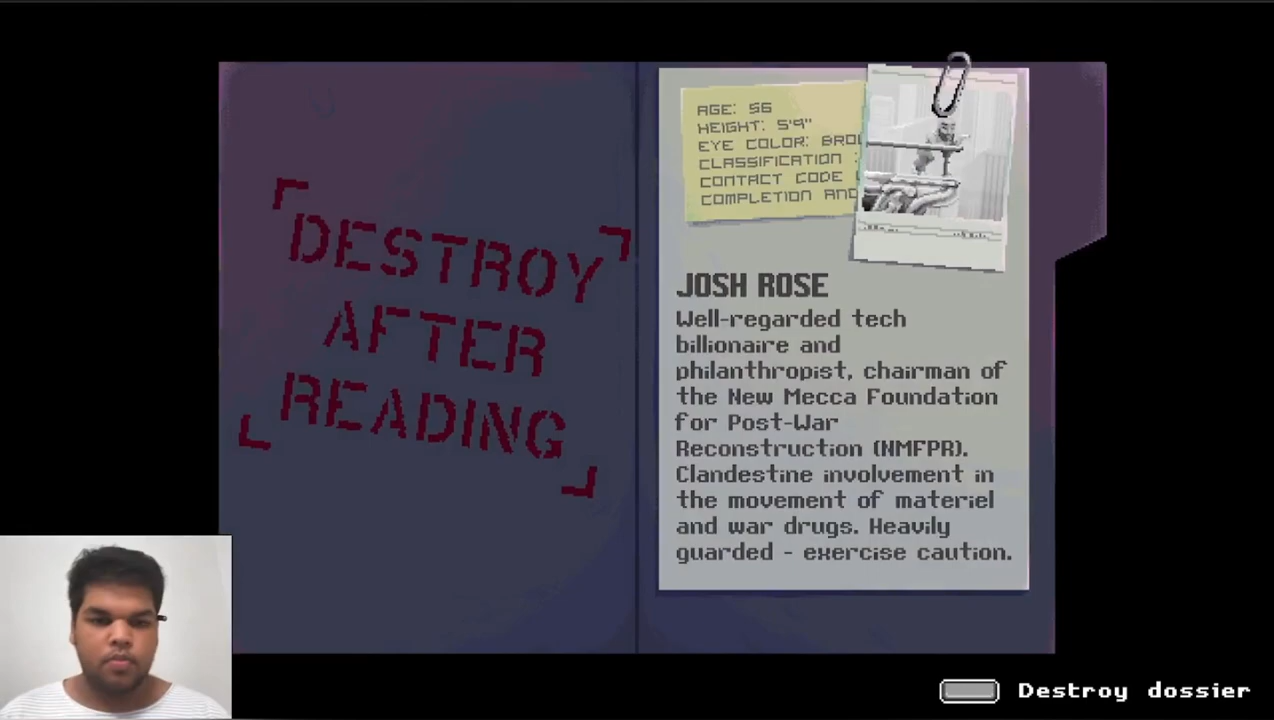 DESTROY
AFTER
READING
AGE: 56
HEIGHT: 5'9"
EYE COLOR:
CLASSIFICATION :
CONTACT CODE
COMPLETION AND
JOSH ROSE
Well-regarded tech
billionaire and
philanthropist, chairman of
the New Mecca Foundation
for Post-War
Reconstruction (NMFPR).
Clandestine involvement in
the movement of materiel
and war drugs. Heavily
guarded - exercise caution.
Destroy dossier